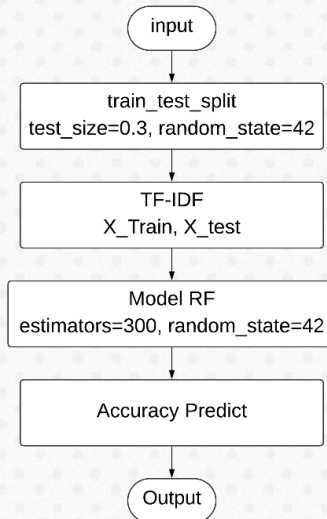 input
train_test_split
test_size=0.3, random_state=42
TF-IDF
X_Train, X_test
Model RF
estimators=300, random_state=42
Accuracy Predict
Output